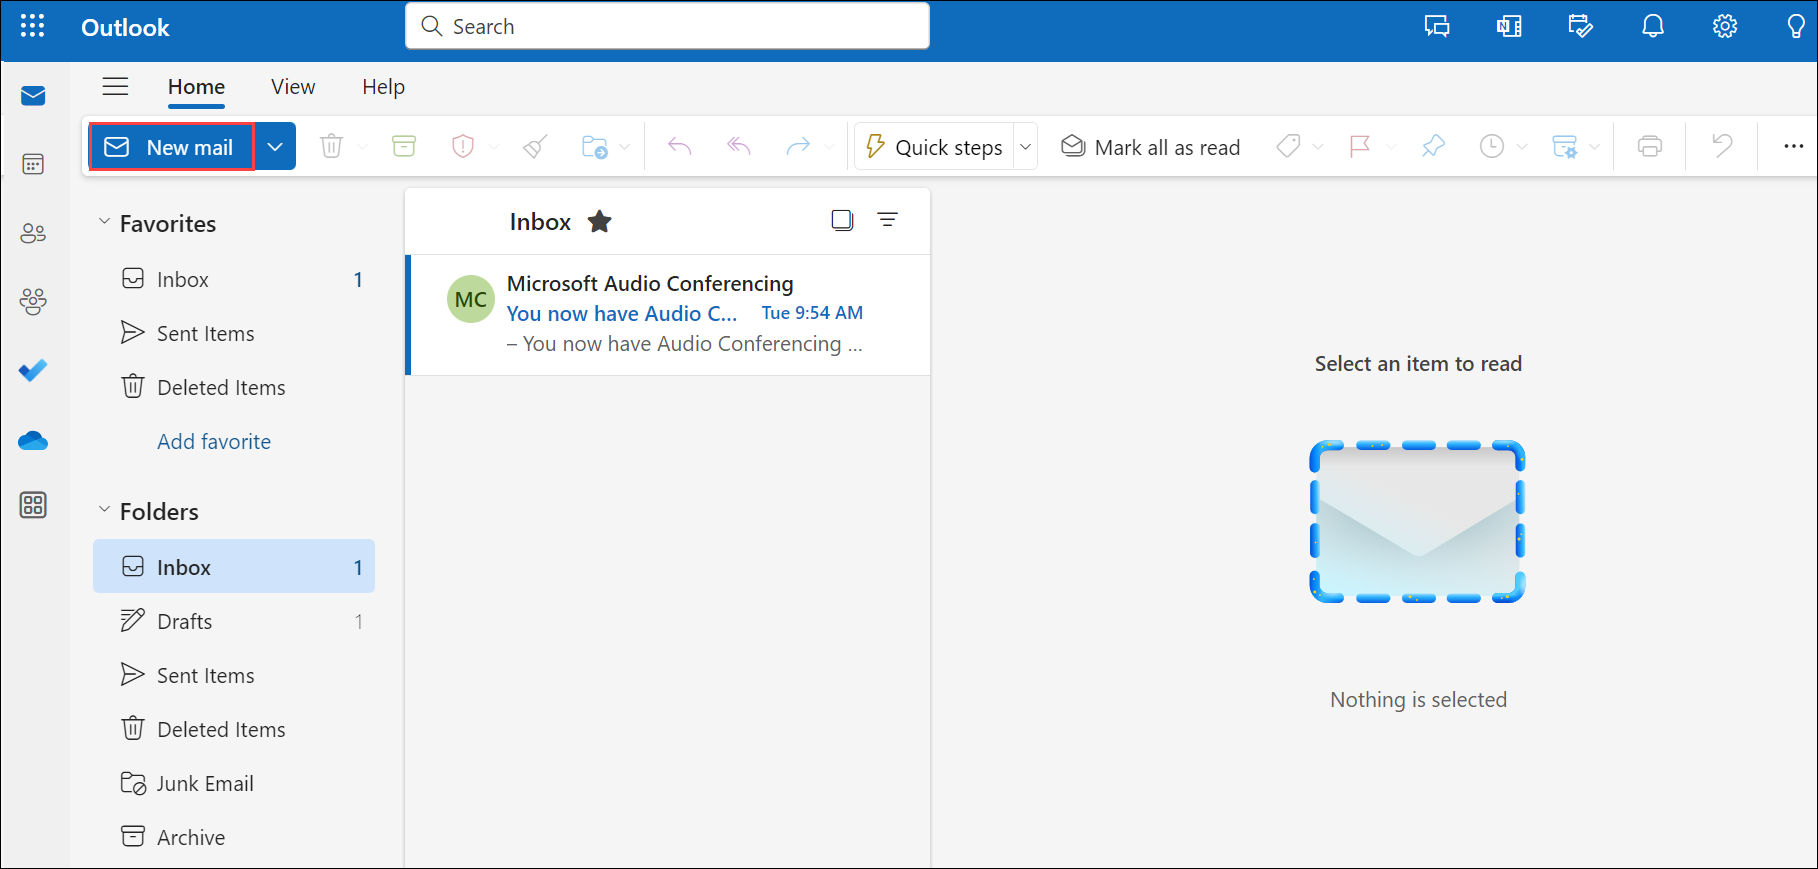 Outlook
Search
Home View Help
New mail
Quick steps
Mark all as read
Favorites
Inbox 1
Sent Items
Deleted Items
Add favorite
Folders
Inbox 1
Drafts 1
Sent Items
Deleted Items
Junk Email
Archive
Inbox
MC
Microsoft Audio Conferencing
You now have Audio C... Tue 9:54 AM
– You now have Audio Conferencing ...
Select an item to read
Nothing is selected